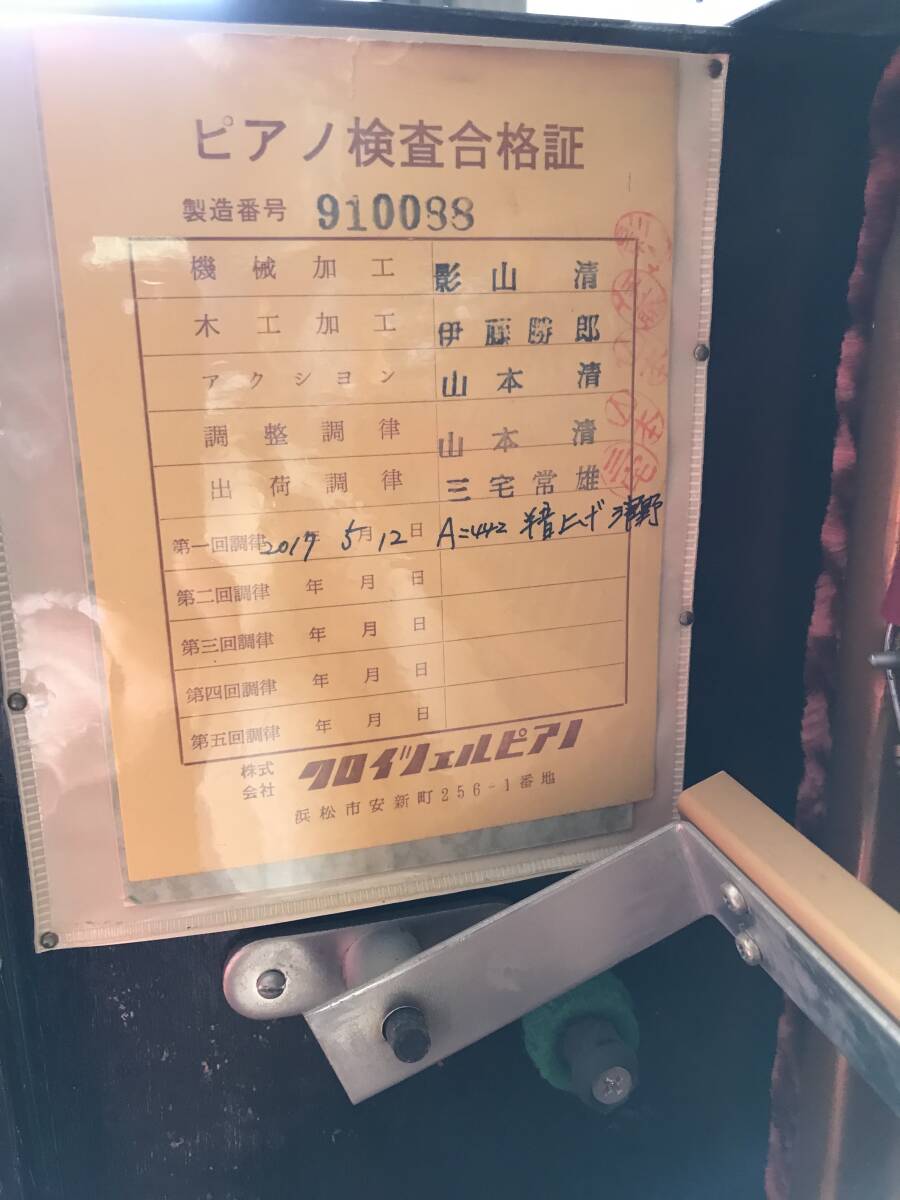 ピアノ検査合格証
製造番号 910088
機械加工 影山 清
木工加工 伊藤勝郎
アクシヨン 山本 清
調整調律 山本 清
出荷調律 三宅常雄
第一回調律 2017年 5月 12日 A=442 半音上げ
第二回調律 年 月 日
第三回調律 年 月 日
第四回調律 年 月 日
第五回調律 年 月 日
株式会社 クロイツェルピアノ
浜松市安新町256-1番地